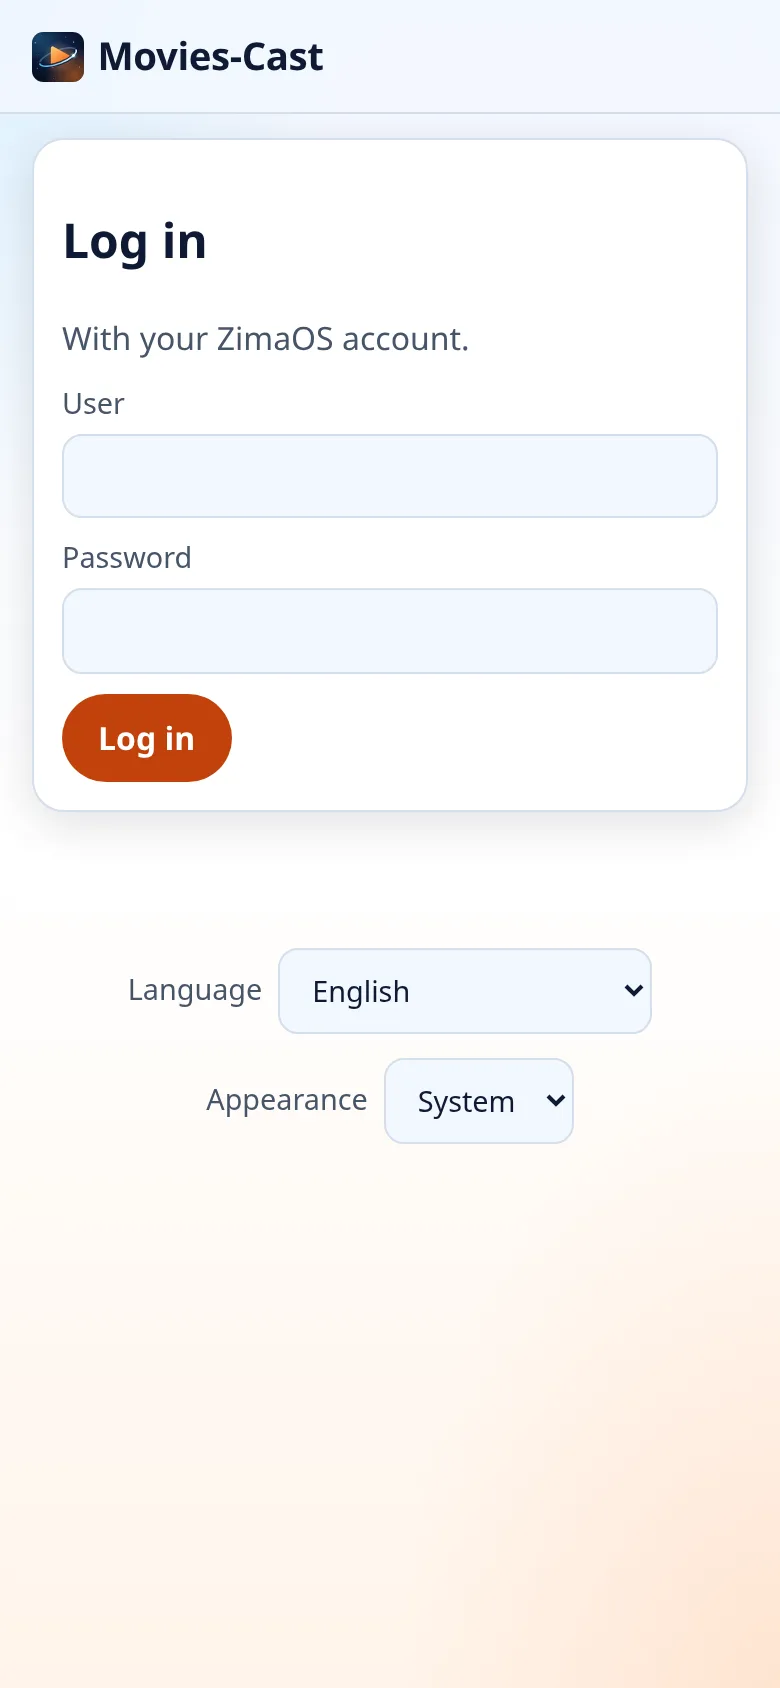 Movies-Cast
Log in
With your ZimaOS account.
User
Password
Log in
Language
English
Appearance
System